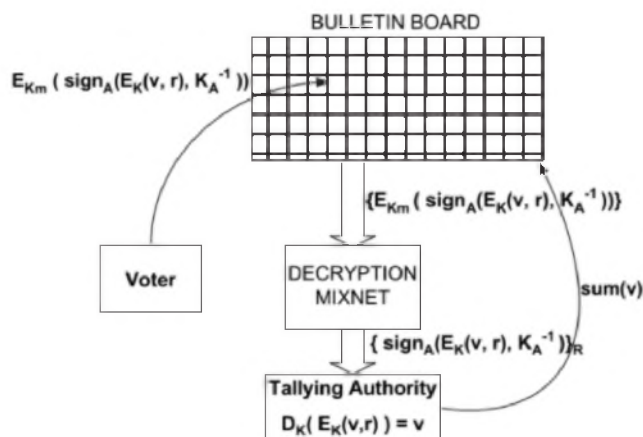 BULLETIN BOARD
E_Km ( sign_A(E_K(v, r), K_A^-1 ))
{E_Km ( sign_A(E_K(v, r), K_A^-1 ))}
Voter
DECRYPTION
MIXNET
sum(v)
{ sign_A(E_K(v, r), K_A^-1 )}_R
Tallying Authority
D_K( E_K(v,r) ) = v